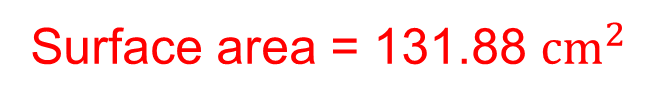 Surface area = 131.88 cm²